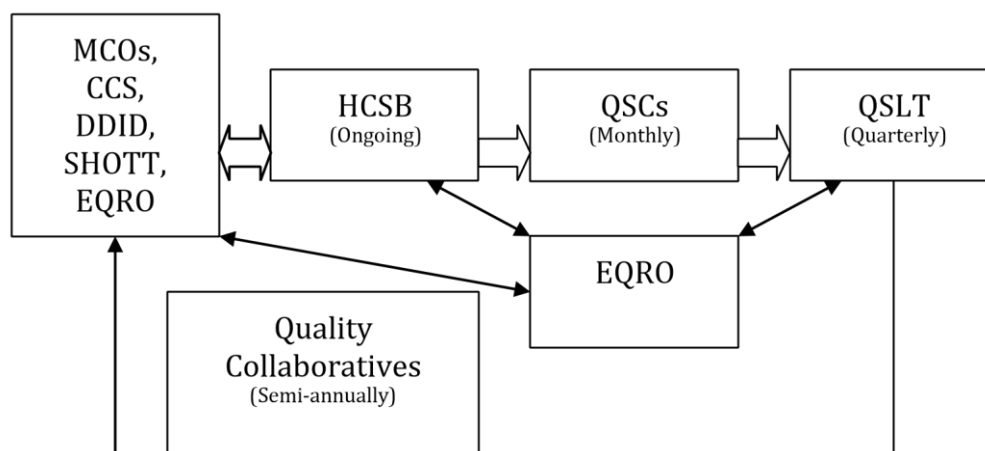 MCOs,
CCS,
DDID,
SHOTT,
EQRO
HCSB
(Ongoing)
QSCs
(Monthly)
QSLT
(Quarterly)
EQRO
Quality
Collaboratives
(Semi-annually)